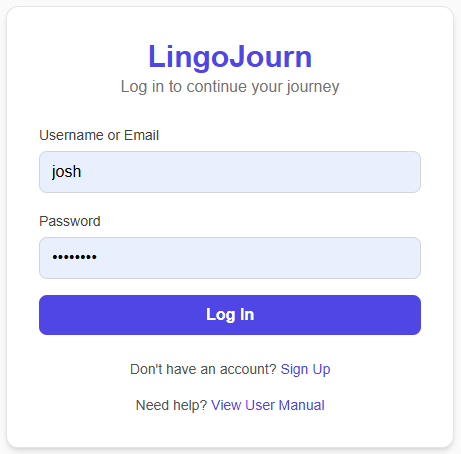 LingoJourn
Log in to continue your journey
Username or Email
josh
Password
••••••••
Log In
Don't have an account? Sign Up
Need help? View User Manual